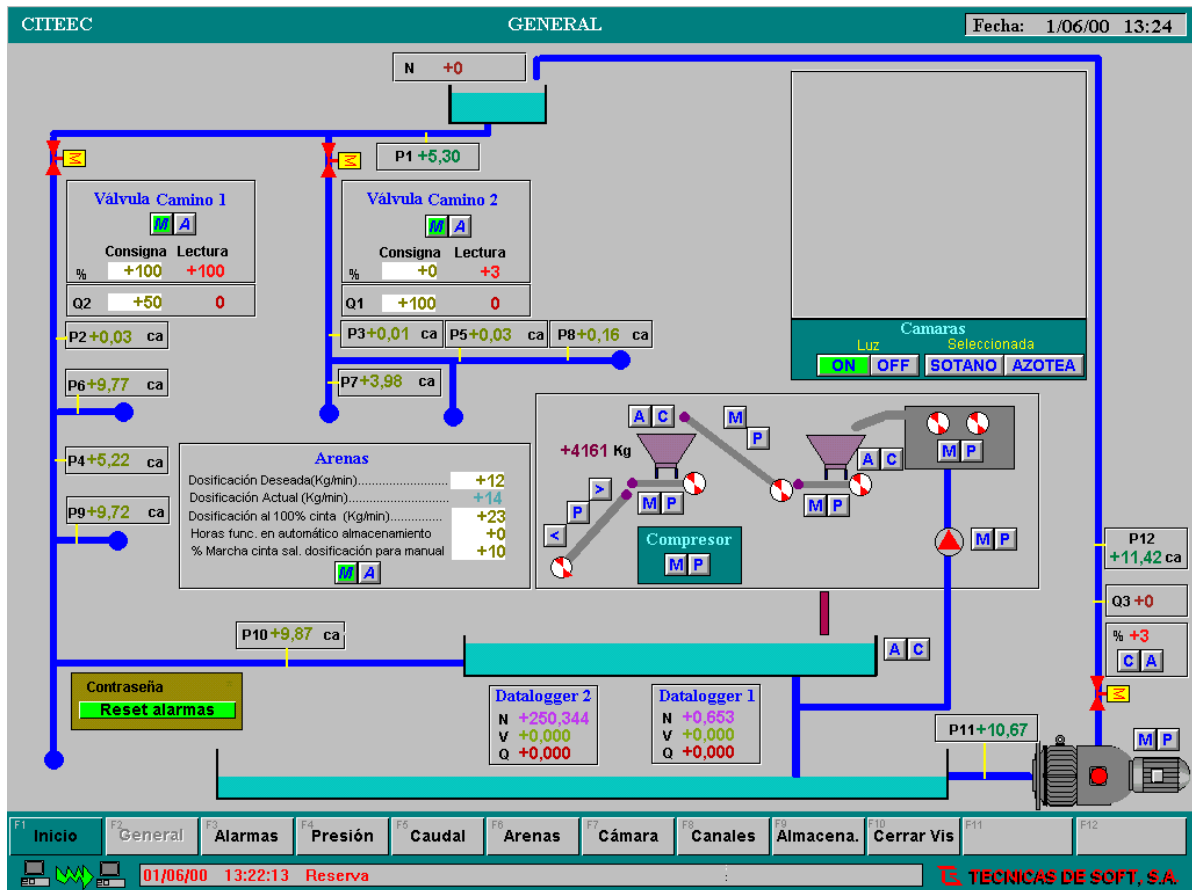 CITEEC GENERAL Fecha: 1/06/00 13:24
N +0
P1 +5,30
Válvula Camino 1
M A
Consigna Lectura
% +100 +100
Q2 +50 0
Válvula Camino 2
M A
Consigna Lectura
% +0 +3
Q1 +100 0
P2 +0,03 ca
P3 +0,01 ca
P5 +0,03 ca
P8 +0,16 ca
P6 +9,77 ca
P7 +3,98 ca
P4 +5,22 ca
P9 +9,72 ca
Camaras
Luz Seleccionada
ON OFF SOTANO AZOTEA
Arenas
Dosificación Deseada(Kg/min)..................... +12
Dosificación Actual (Kg/min)....................... +14
Dosificación al 100% cinta (Kg/min).............. +23
Horas func. en automático almacenamiento +0
% Marcha cinta sal. dosificación para manual +10
M A
A C
M
P
+4161 Kg
A C
M P
> P <
M P
M P
Compresor
M P
M P
P12
+11,42 ca
Q3 +0
% +3
C A
P10 +9,87 ca
A C
Contraseña
Reset alarmas
Datalogger 2
N +250,344
V +0,000
Q +0,000
Datalogger 1
N +0,653
V +0,000
Q +0,000
P11 +10,67
M P
F1 Inicio F2 General F3 Alarmas F4 Presión F5 Caudal F6 Arenas F7 Cámara F8 Canales F9 Almacena. F10 Cerrar Vis F11 F12
01/06/00 13:22:13 Reserva : TECNICAS DE SOFT, S.A.